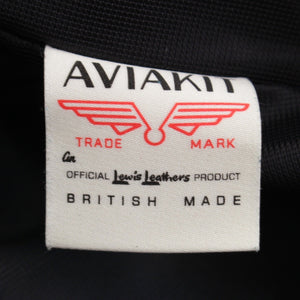 AVIAKIT
TRADE MARK
an
OFFICIAL Lewis Leathers PRODUCT
BRITISH MADE